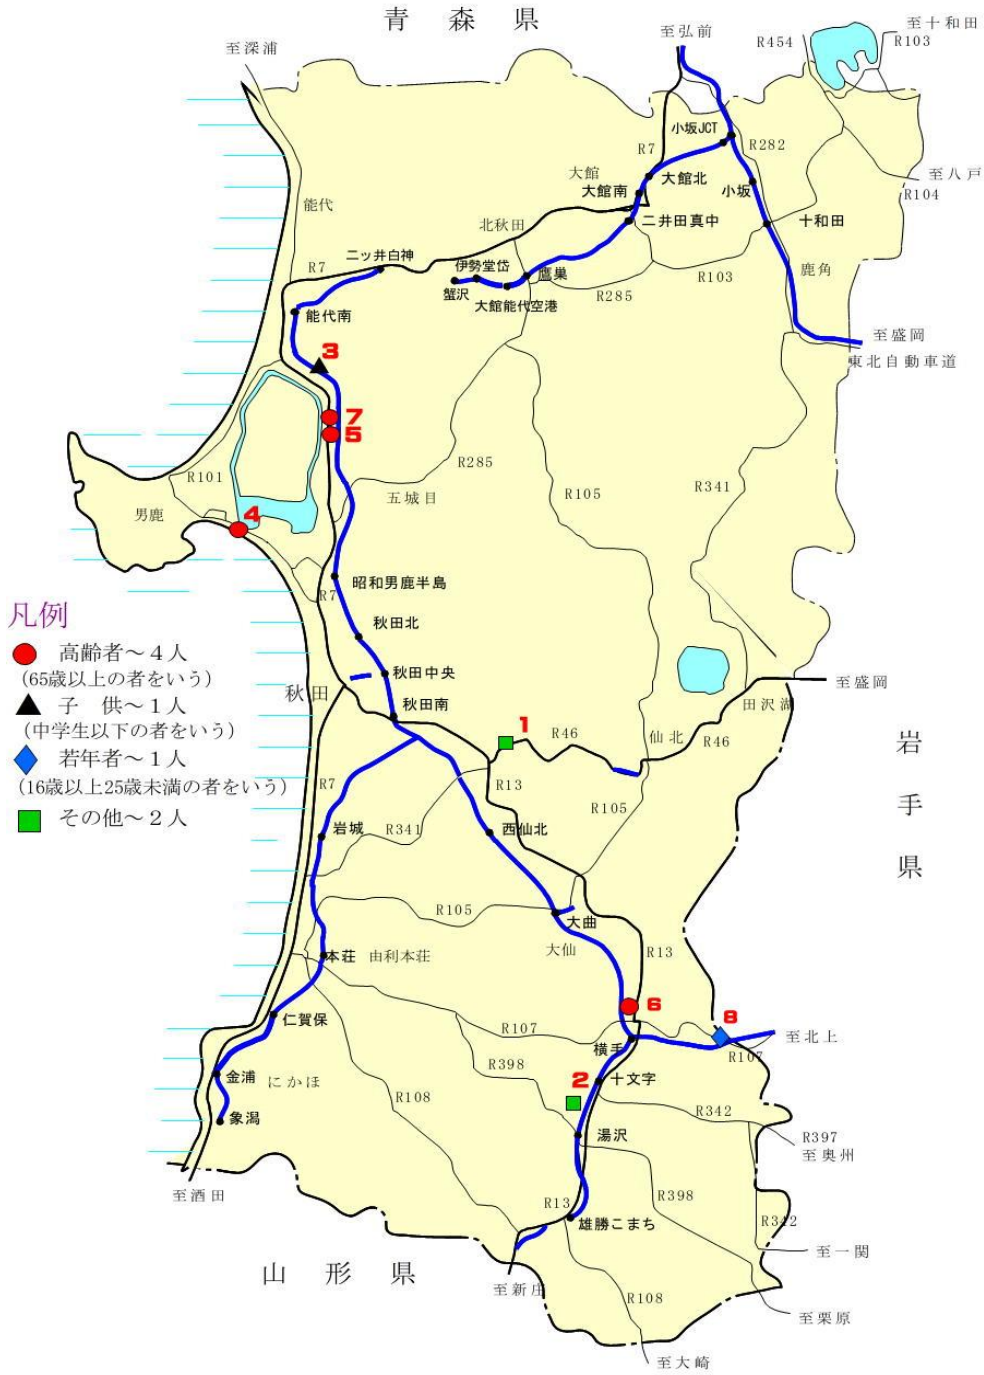 青森県
至十和田
R103
R454
至弘前
至深浦
小坂JCT
R282
R7
大館
大館北
小坂
至八戸
R104
大館南
能代
北秋田
二井田真中
十和田
二ッ井白神
R7
伊勢堂岱
鷹巣
蟹沢
大館能代空港
R285
R103
鹿角
能代南
至盛岡
東北自動車道
3
7
5
R101
R285
五城目
R105
R341
男鹿
4
昭和男鹿半島
R7
凡例
高齢者～4人
(65歳以上の者をいう)
子 供～1人
(中学生以下の者をいう)
若年者～1人
(16歳以上25歳未満の者をいう)
その他～2人
秋田北
秋田中央
秋田
秋田南
至盛岡
田沢湖
1
R46
仙北
R46
岩手県
R7
R13
R105
岩城
R341
西仙北
R105
大曲
大仙
R13
本荘
由利本荘
仁賀保
6
8
R107
横手
至北上
R107
R398
金浦
にかほ
2
十文字
R108
R342
象潟
湯沢
R397
至奥州
至酒田
R13
R398
雄勝こまち
R342
至一関
山形県
至新庄
R108
至栗原
至大崎